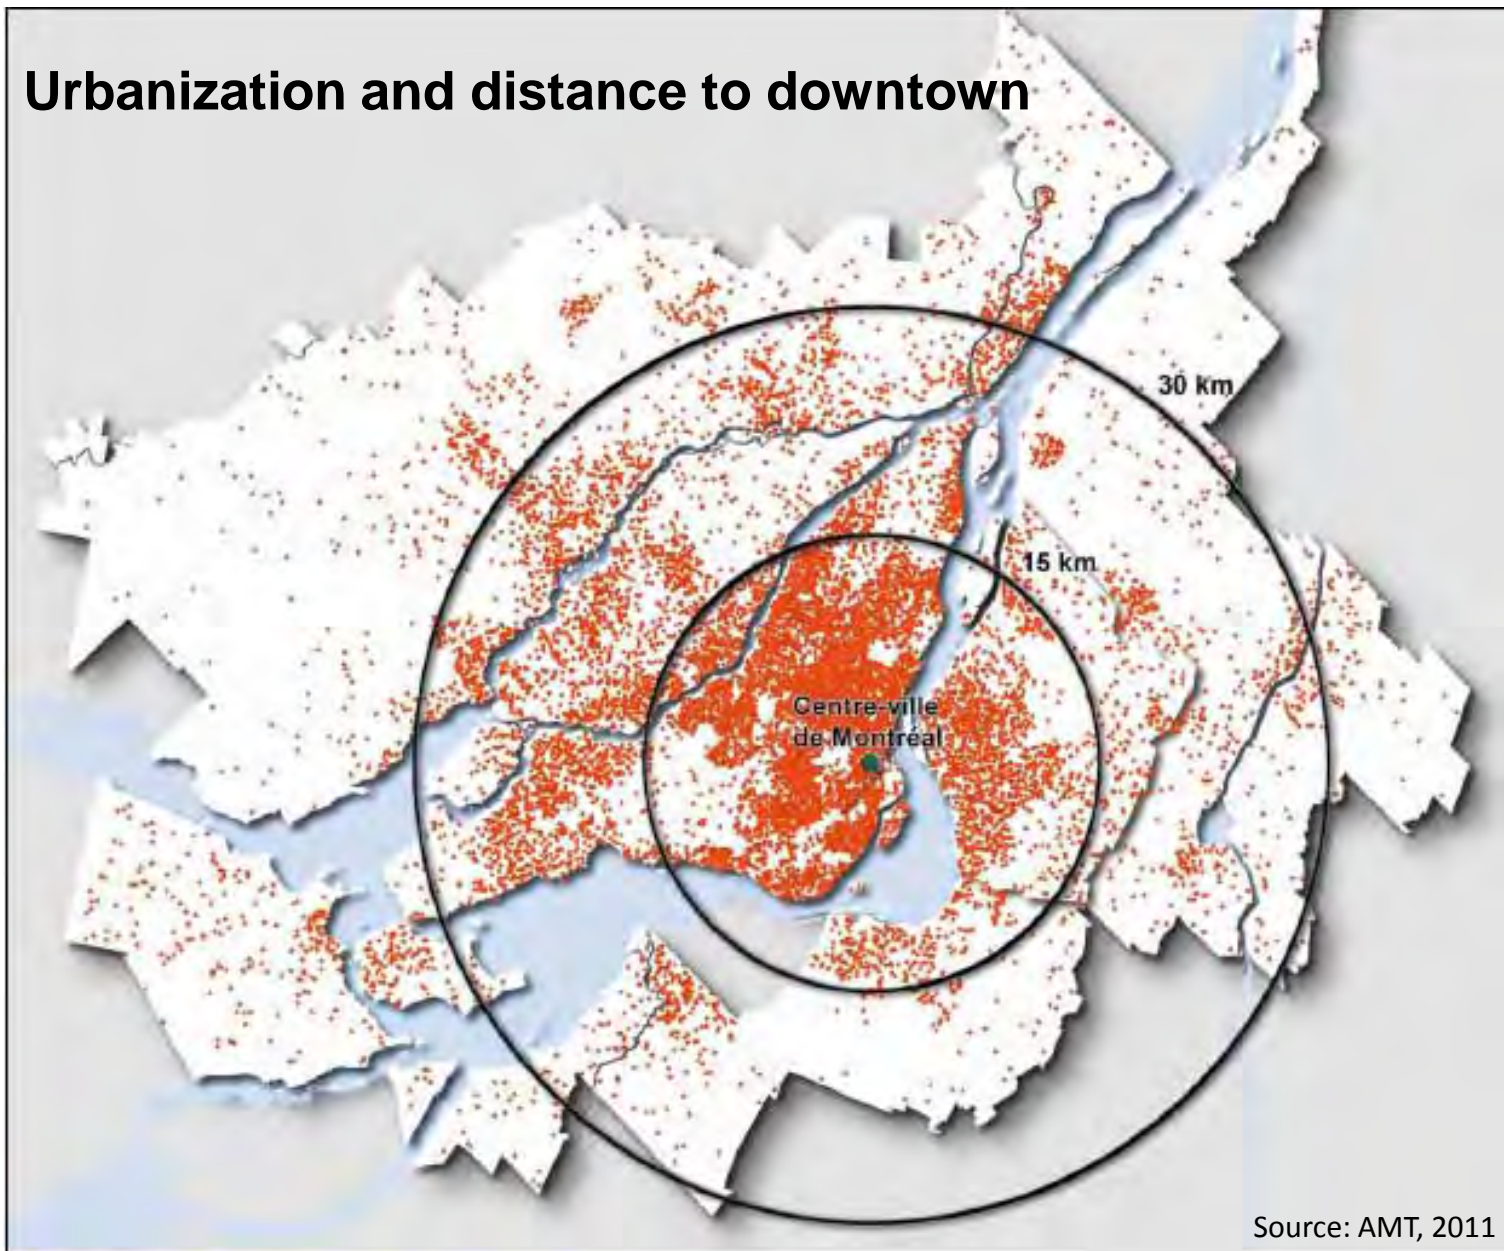 Urbanization and distance to downtown
30 km
15 km
Centre-ville
de Montréal
Source: AMT, 2011